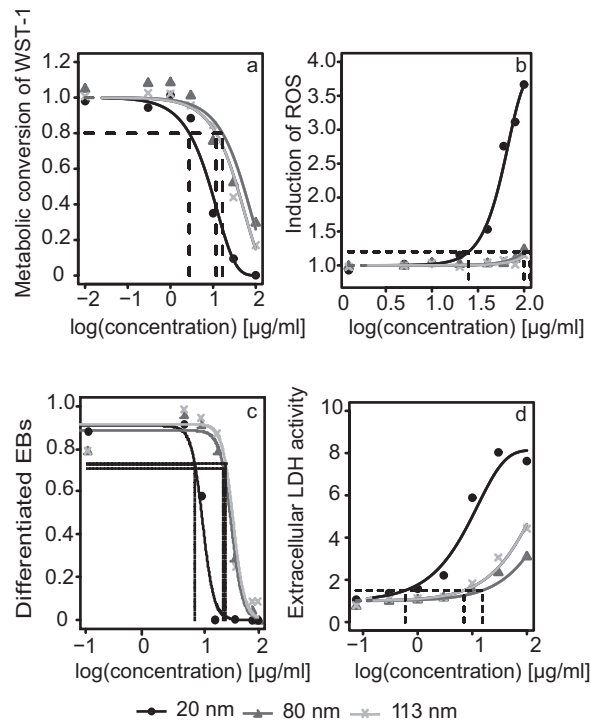 a
Metabolic conversion of WST-1
1.2
1.0
0.8
0.6
0.4
0.2
0
−2 −1 0 1 2
log(concentration) [μg/ml]
b
Induction of ROS
4.0
3.5
3.0
2.5
2.0
1.5
1.0
0 0.5 1.0 1.5 2.0
log(concentration) [μg/ml]
c
Differentiated EBs
1.0
0.8
0.6
0.4
0.2
0
−1 0 1 2
log(concentration) [μg/ml]
d
Extracellular LDH activity
10
8
6
4
2
0
−1 0 1 2
log(concentration) [μg/ml]
20 nm 80 nm 113 nm